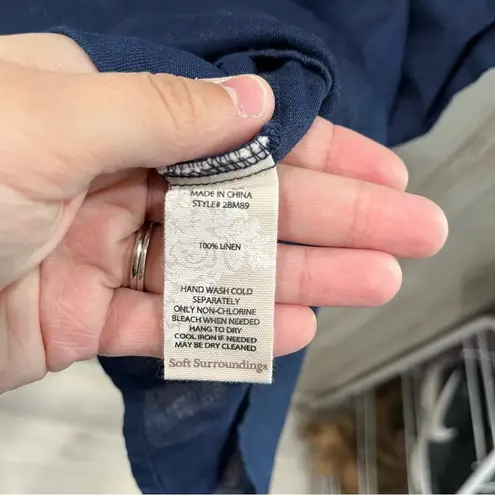 MADE IN CHINA
STYLE# 28M89
100% LINEN
HAND WASH COLD
SEPARATELY
ONLY NON-CHLORINE
BLEACH WHEN NEEDED
HANG TO DRY
COOL IRON IF NEEDED
MAY BE DRY CLEANED
Soft Surroundings